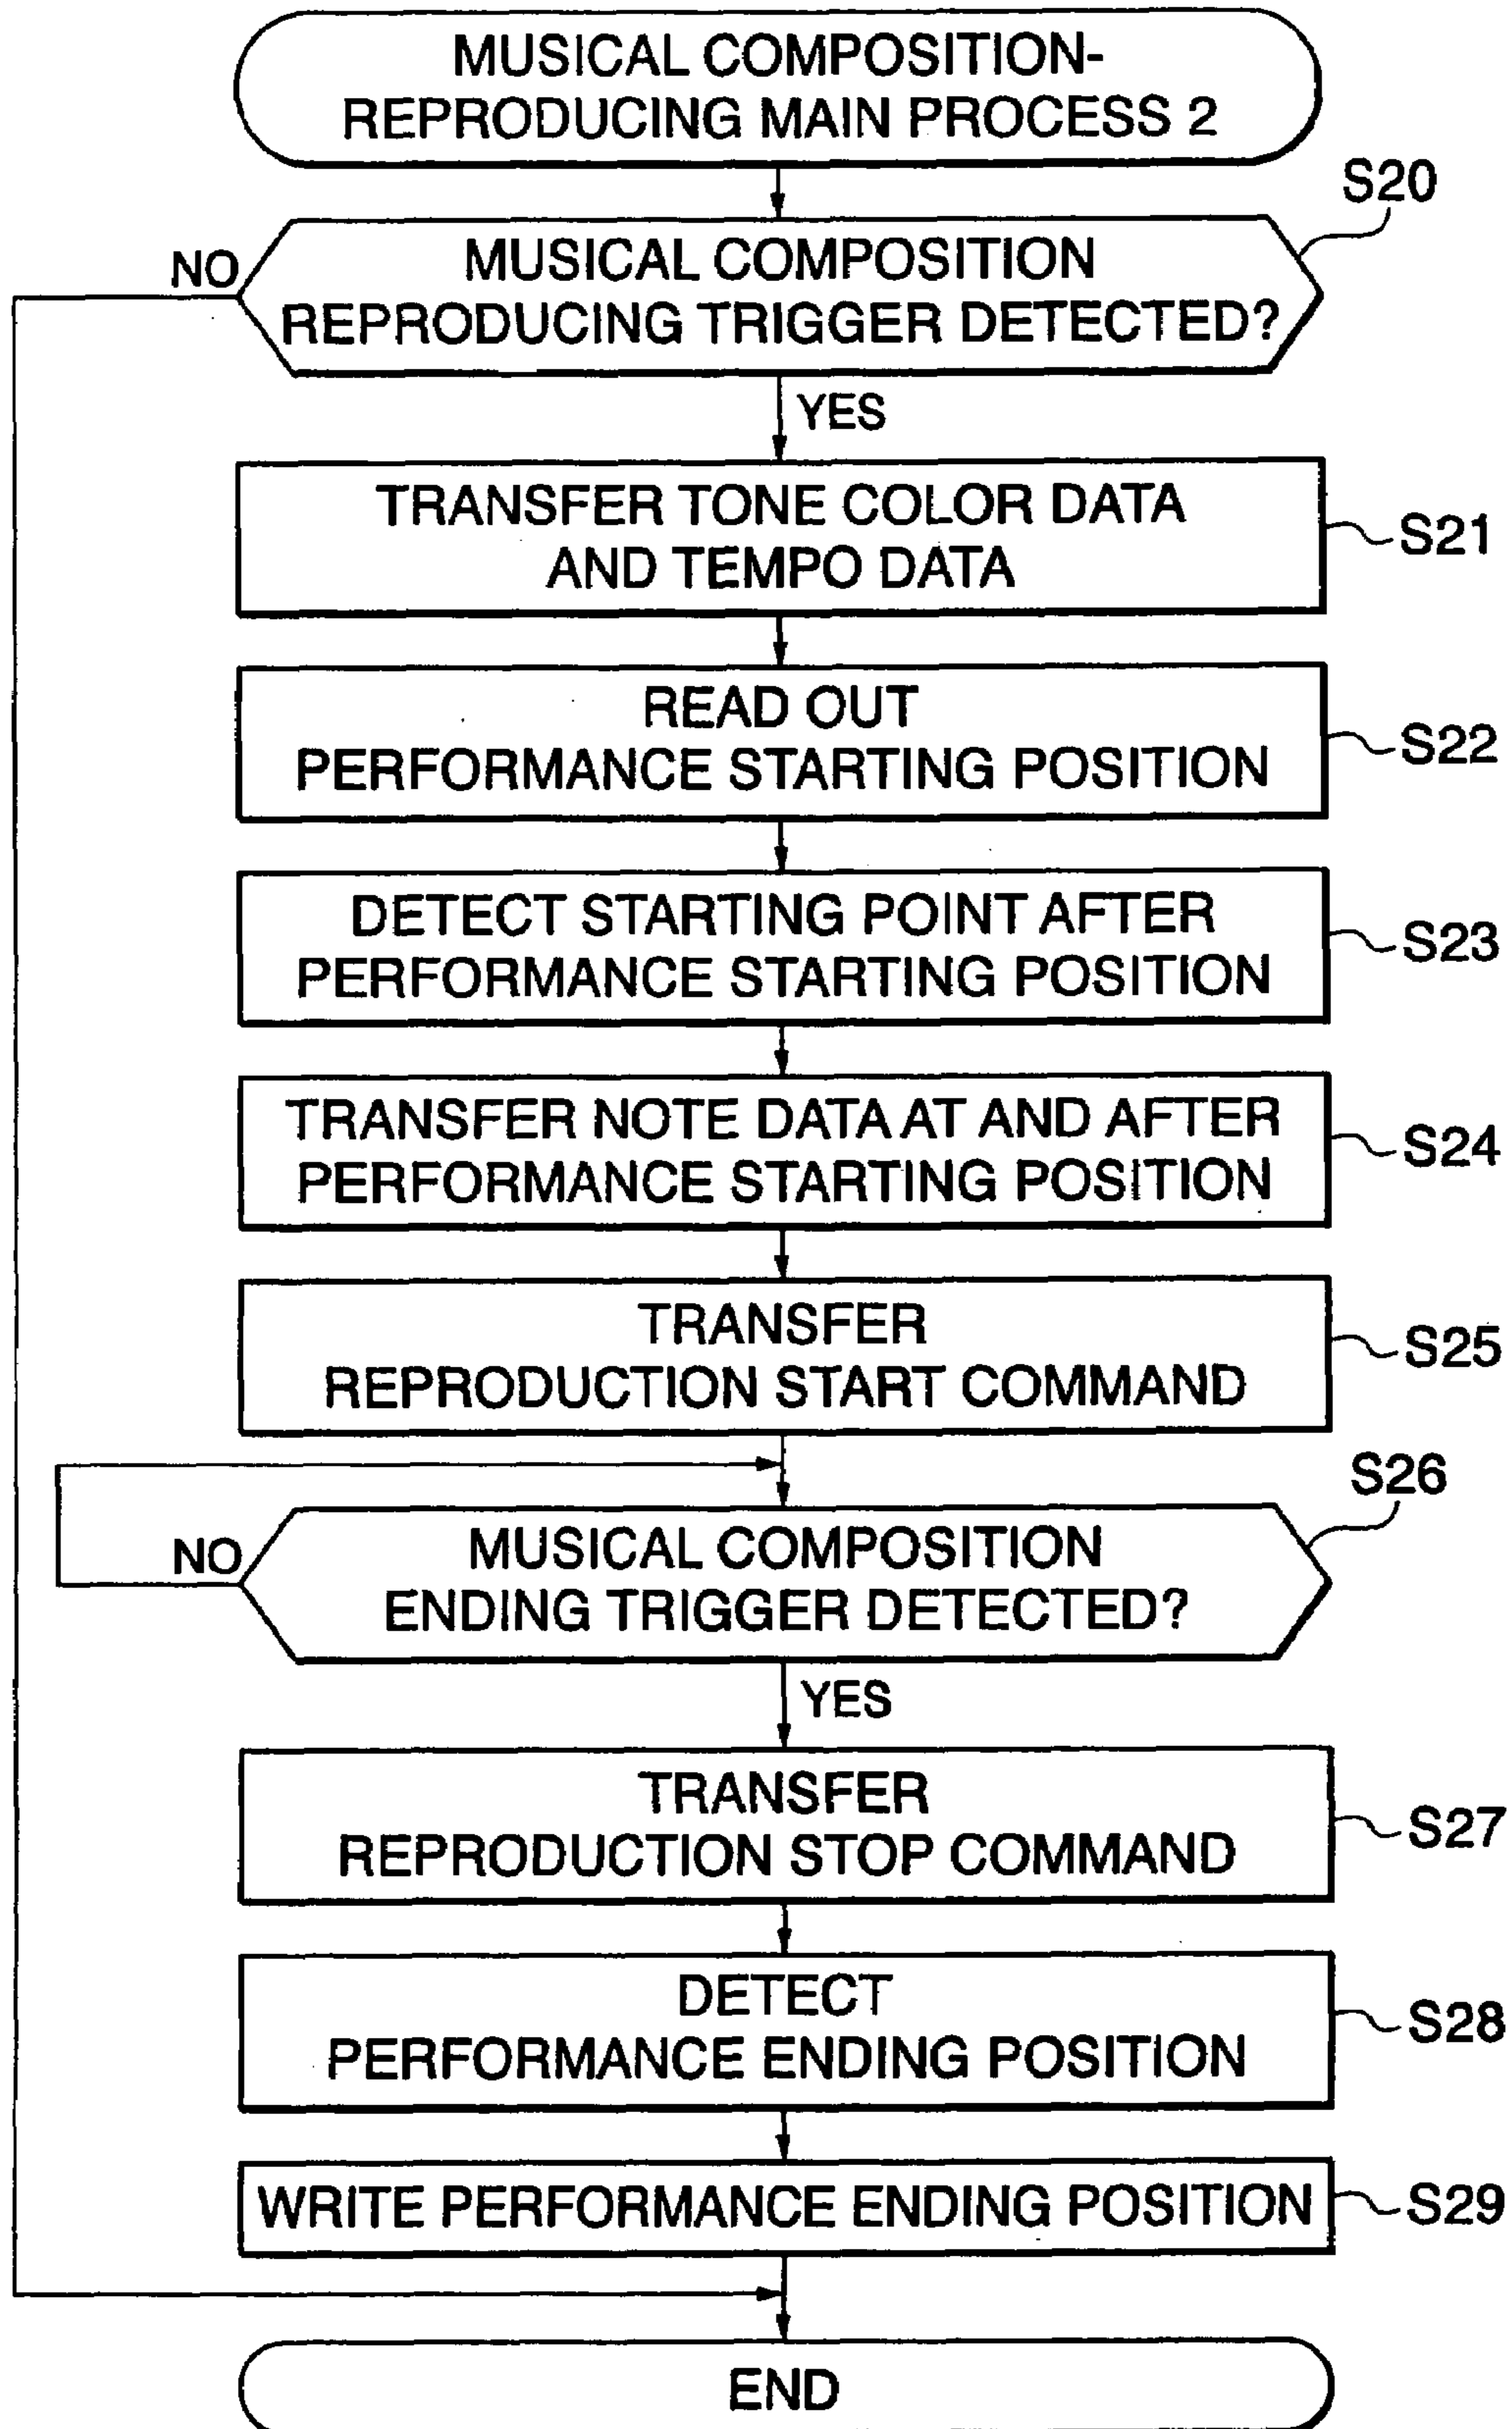 MUSICAL COMPOSITION-
REPRODUCING MAIN PROCESS 2
S20
NO
MUSICAL COMPOSITION
REPRODUCING TRIGGER DETECTED?
YES
TRANSFER TONE COLOR DATA
AND TEMPO DATA
S21
READ OUT
PERFORMANCE STARTING POSITION
S22
DETECT STARTING POINT AFTER
PERFORMANCE STARTING POSITION
S23
TRANSFER NOTE DATA AT AND AFTER
PERFORMANCE STARTING POSITION
S24
TRANSFER
REPRODUCTION START COMMAND
S25
S26
NO
MUSICAL COMPOSITION
ENDING TRIGGER DETECTED?
YES
TRANSFER
REPRODUCTION STOP COMMAND
S27
DETECT
PERFORMANCE ENDING POSITION
S28
WRITE PERFORMANCE ENDING POSITION
S29
END